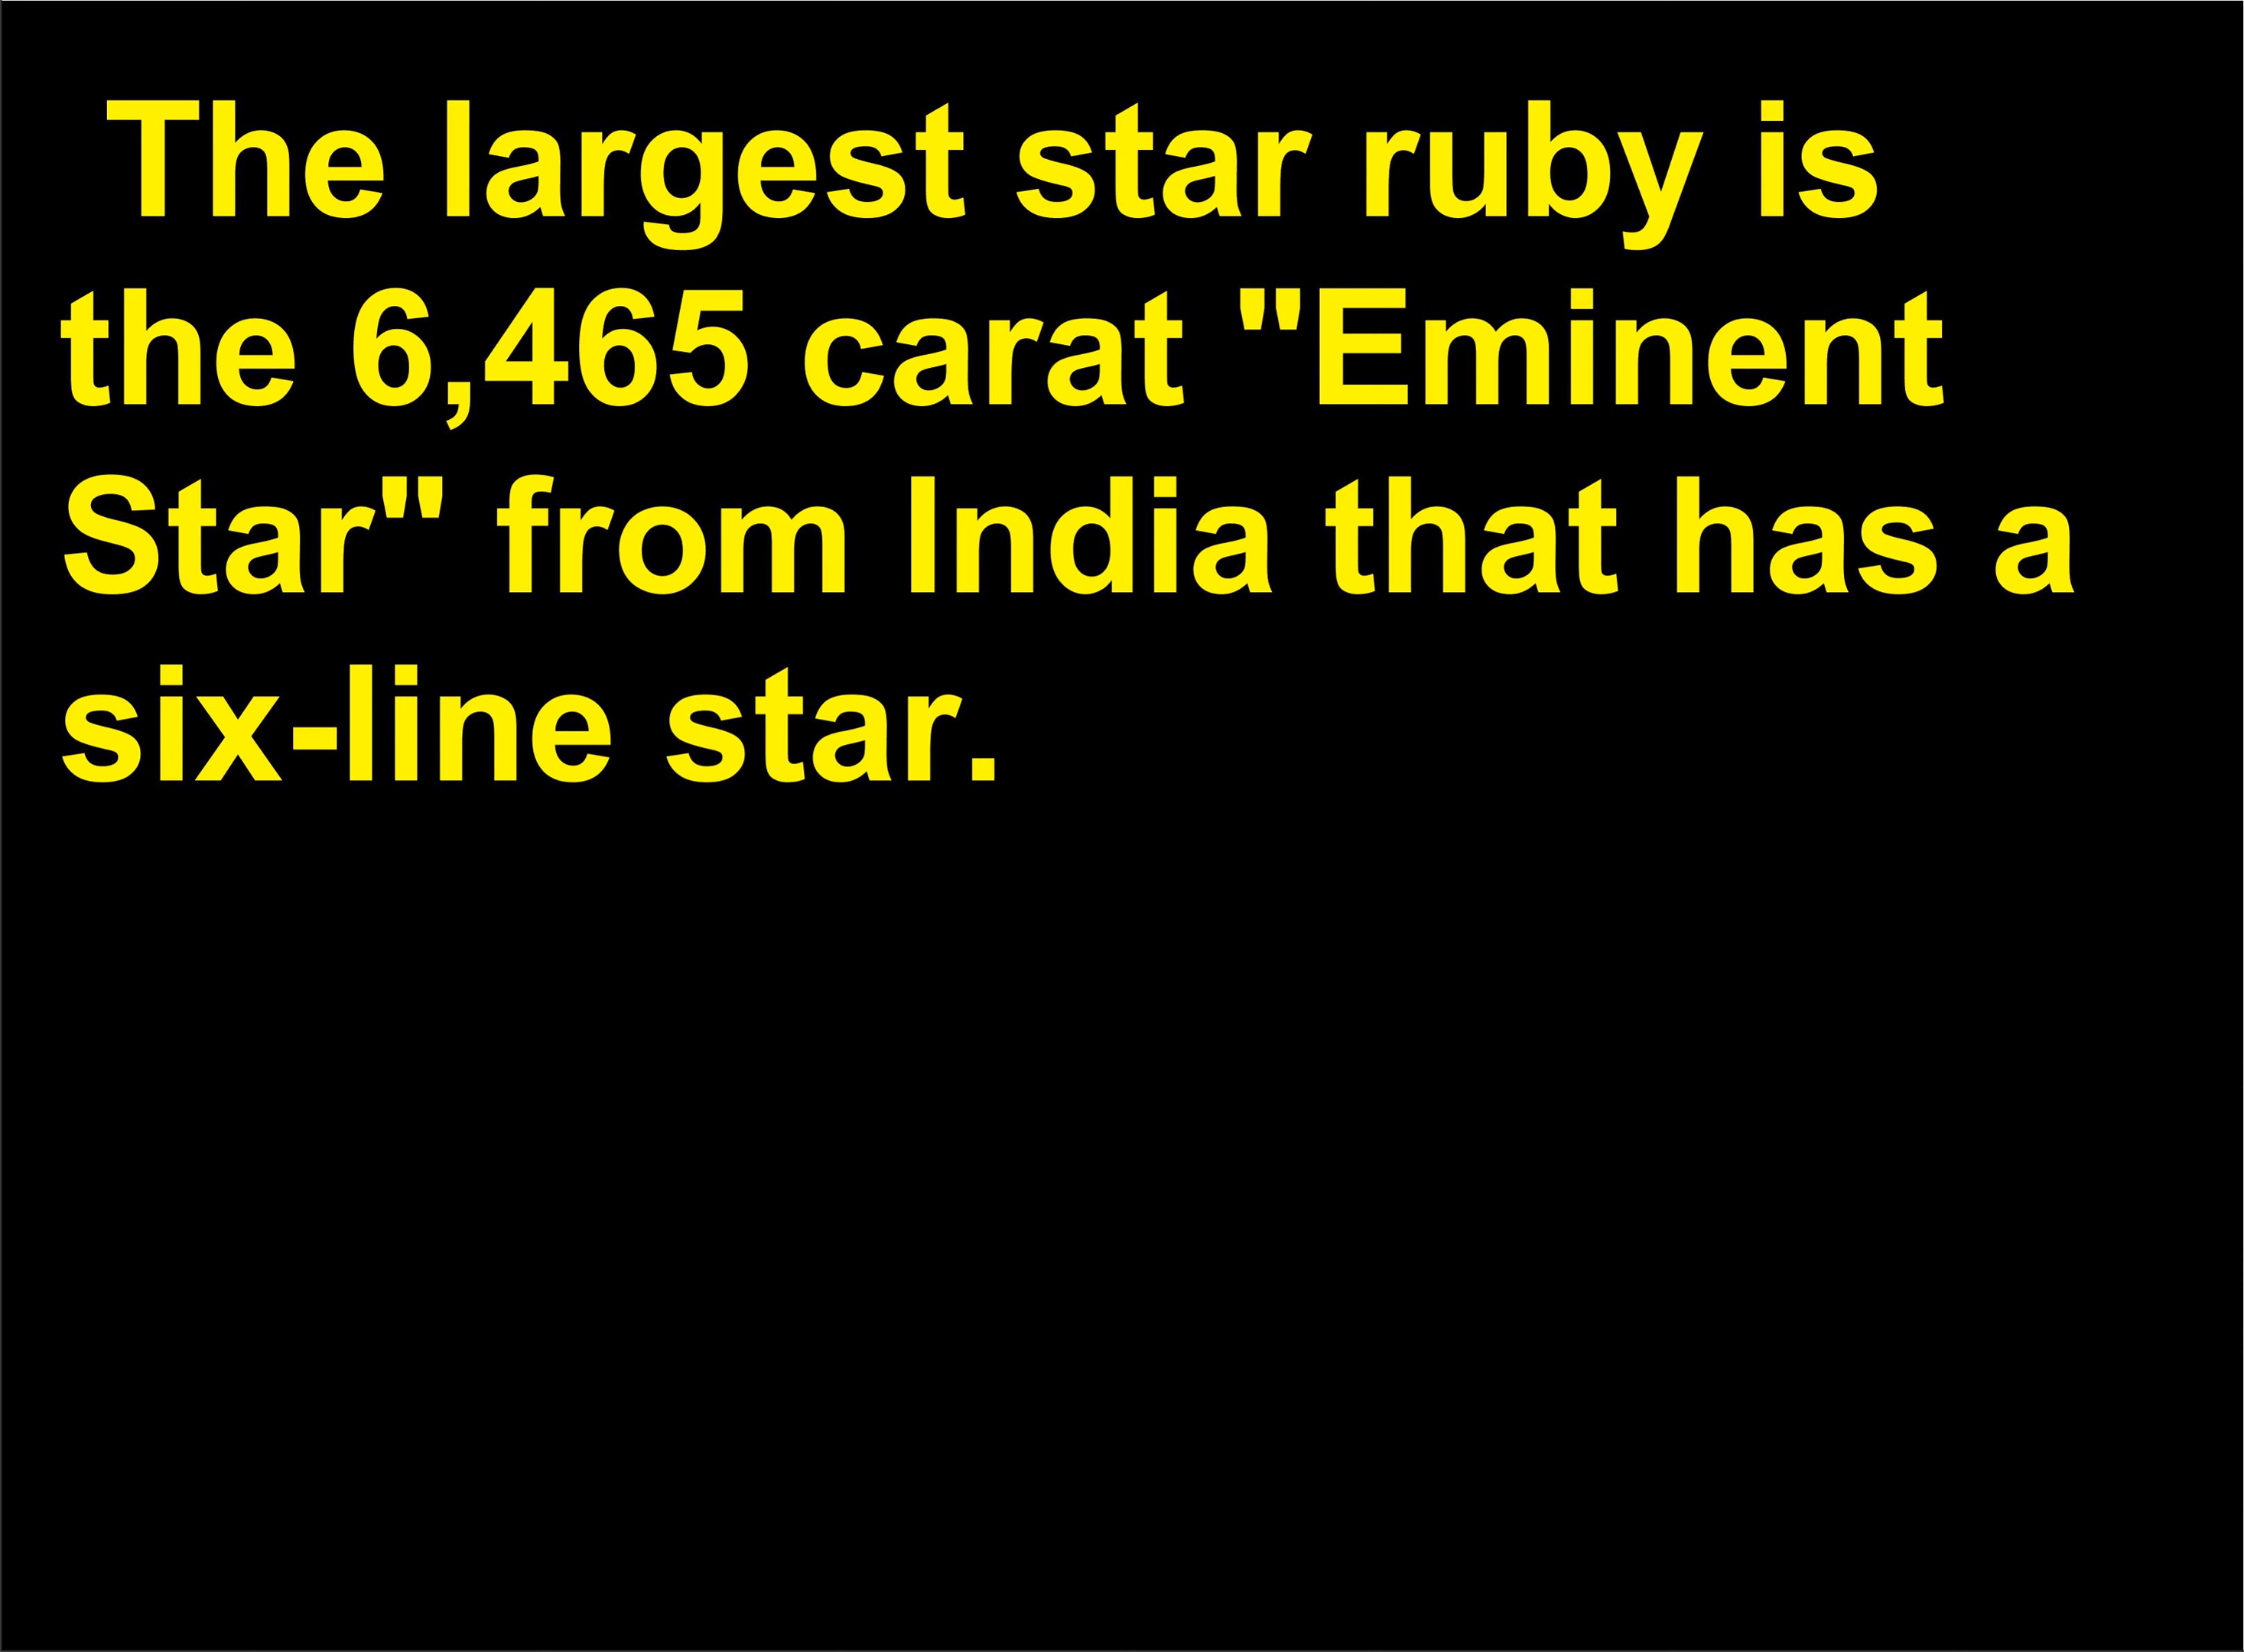 The largest star ruby is
the 6,465 carat "Eminent
Star" from India that has a
six-line star.